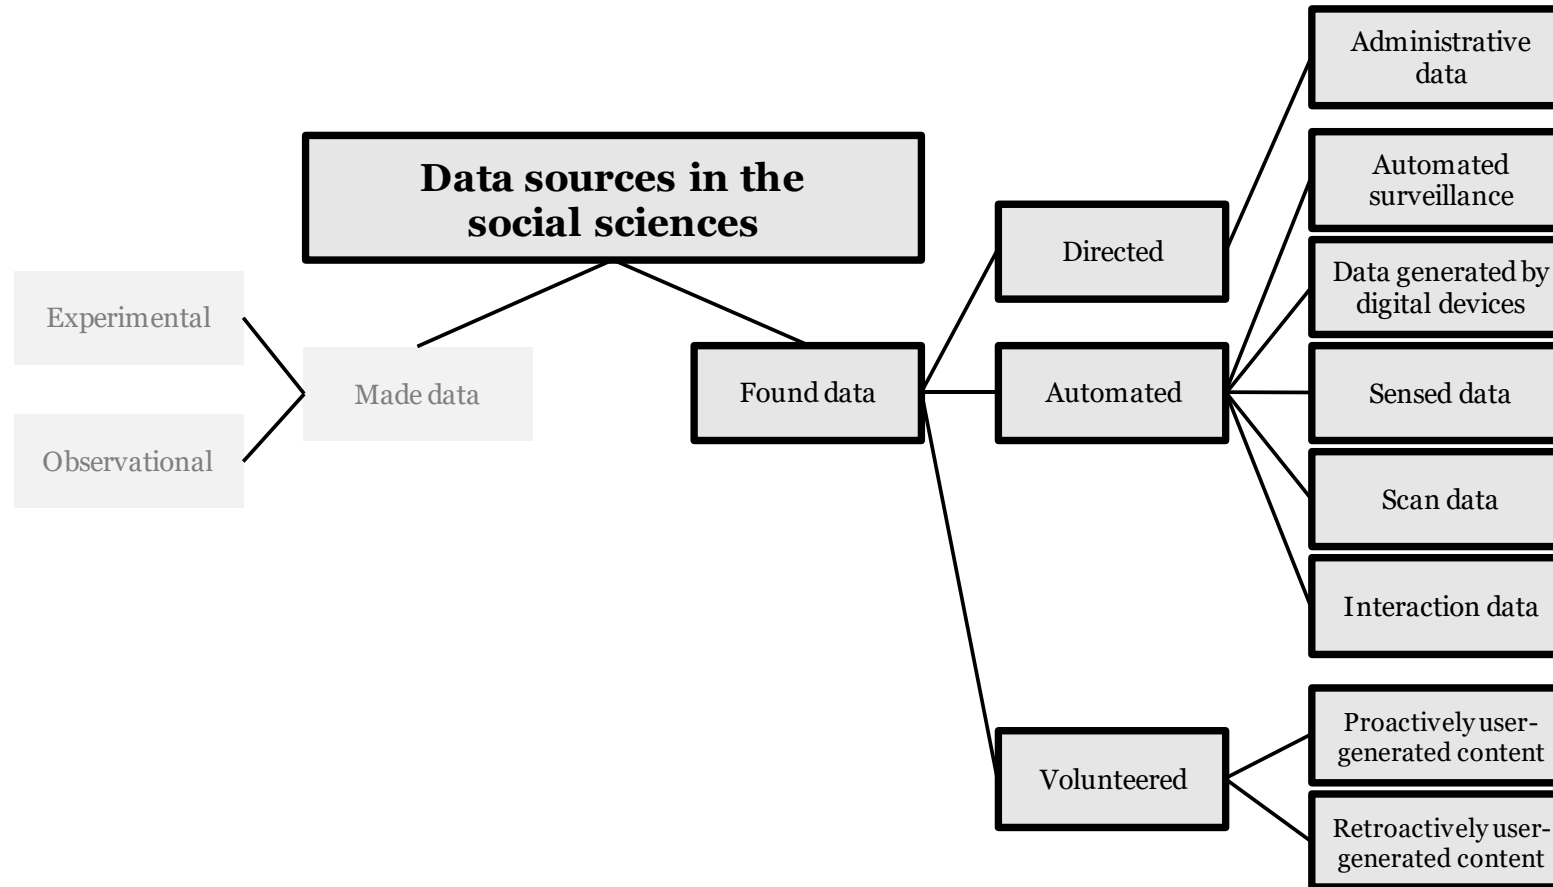 Data sources in the
social sciences
Experimental
Observational
Made data
Found data
Directed
Automated
Volunteered
Administrative
data
Automated
surveillance
Data generated by
digital devices
Sensed data
Scan data
Interaction data
Proactively user-
generated content
Retroactively user-
generated content